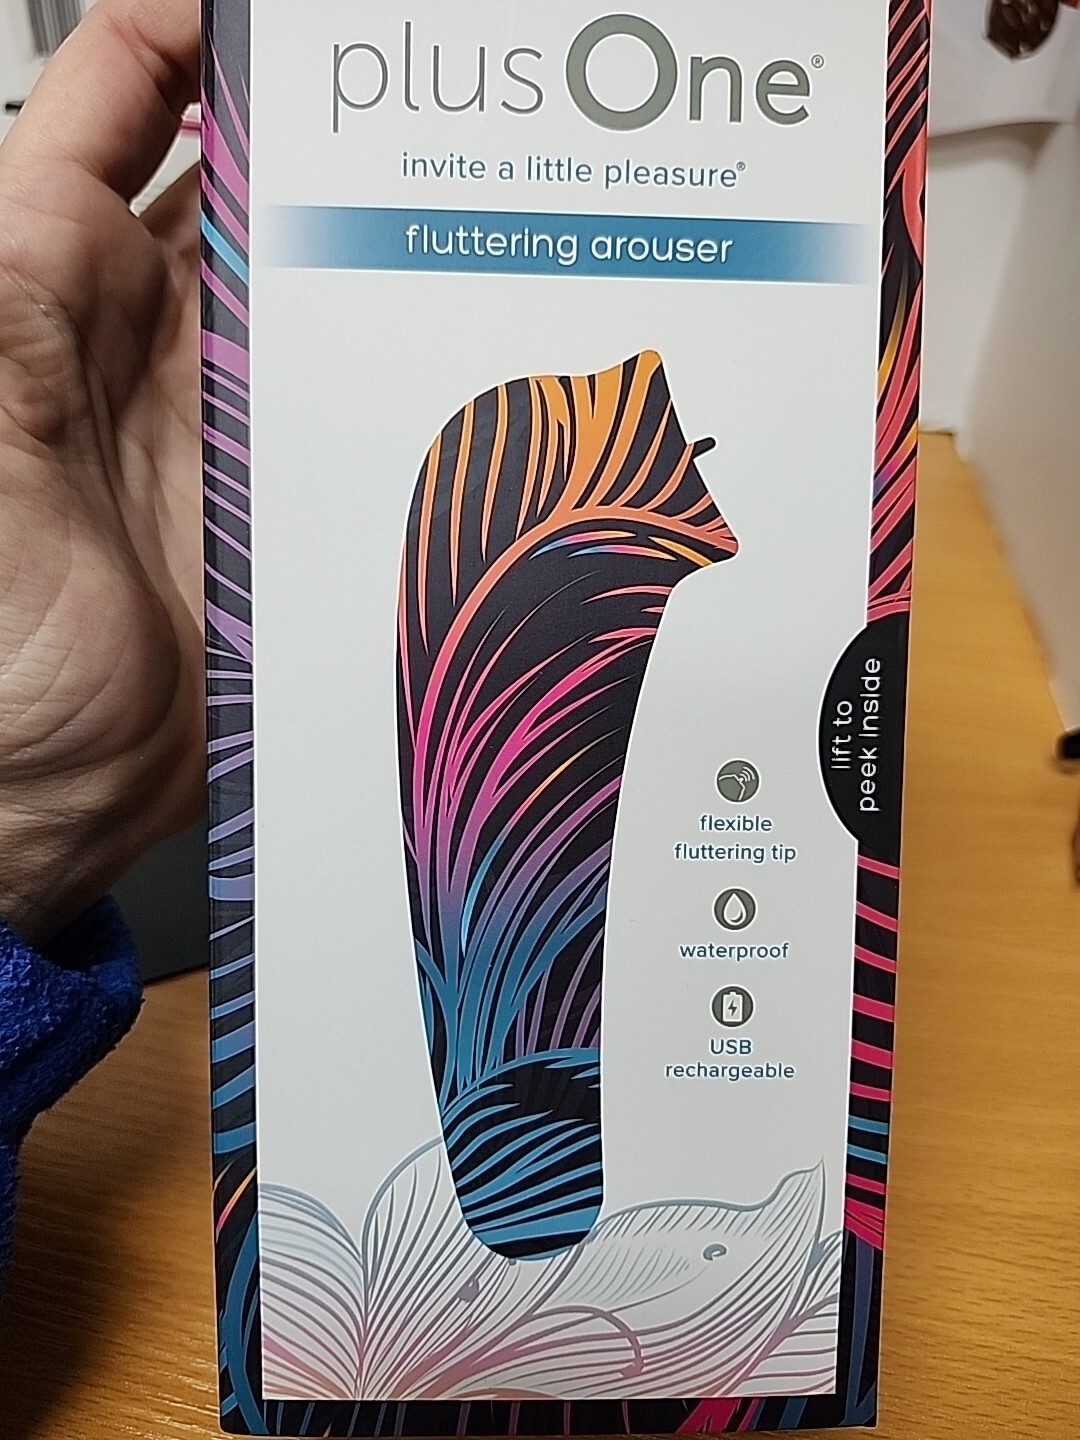 plusOne®
invite a little pleasure®
fluttering arouser
lift to
peek inside
flexible
fluttering tip
waterproof
USB
rechargeable